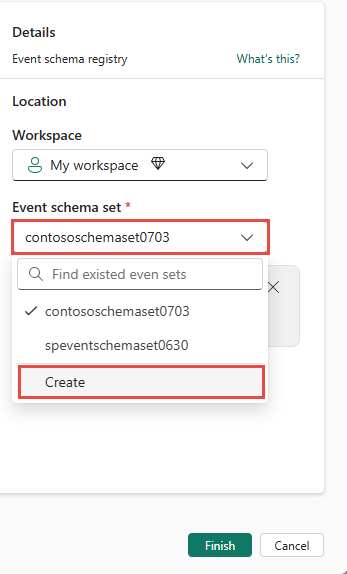 Details
Event schema registry What's this?
Location
Workspace
My workspace
Event schema set *
contososchemaset0703
Find existed even sets
contososchemaset0703
speventschemaset0630
Create
Finish Cancel